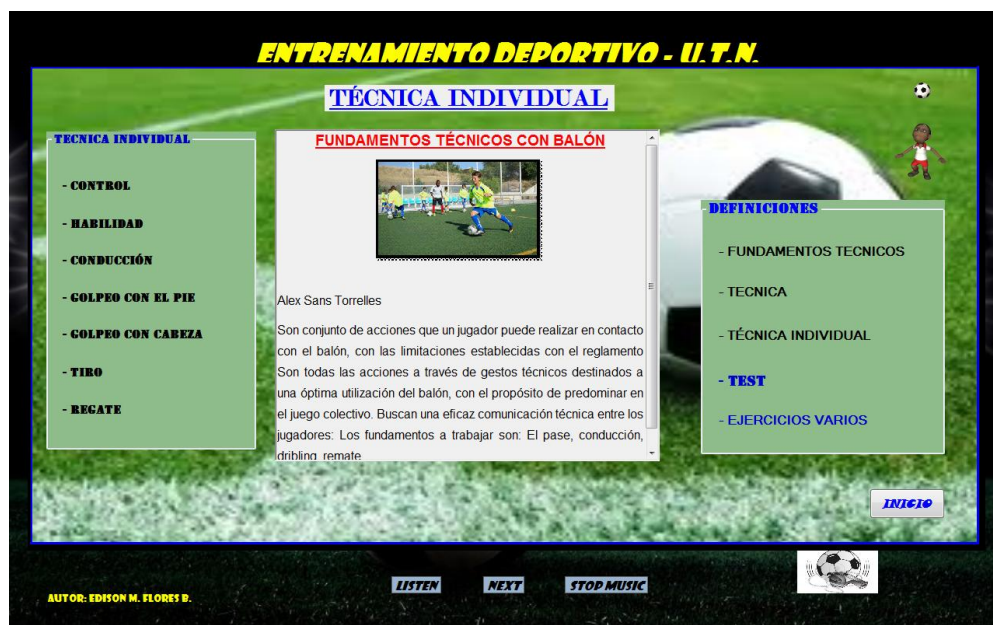 ENTRENAMIENTO DEPORTIVO - U.T.N.
TÉCNICA INDIVIDUAL
TECNICA INDIVIDUAL
- CONTROL
- HABILIDAD
- CONDUCCIÓN
- GOLPEO CON EL PIE
- GOLPEO CON CABEZA
- TIRO
- REGATE
FUNDAMENTOS TÉCNICOS CON BALÓN
Alex Sans Torrelles
Son conjunto de acciones que un jugador puede realizar en contacto
con el balón, con las limitaciones establecidas con el reglamento
Son todas las acciones a través de gestos técnicos destinados a
una óptima utilización del balón, con el propósito de predominar en
el juego colectivo. Buscan una eficaz comunicación técnica entre los
jugadores: Los fundamentos a trabajar son: El pase, conducción,
dribling, remate
DEFINICIONES
- FUNDAMENTOS TECNICOS
- TECNICA
- TÉCNICA INDIVIDUAL
- TEST
- EJERCICIOS VARIOS
INICIO
LISTEN
NEXT
STOP MUSIC
AUTOR: EDISON M. FLORES B.